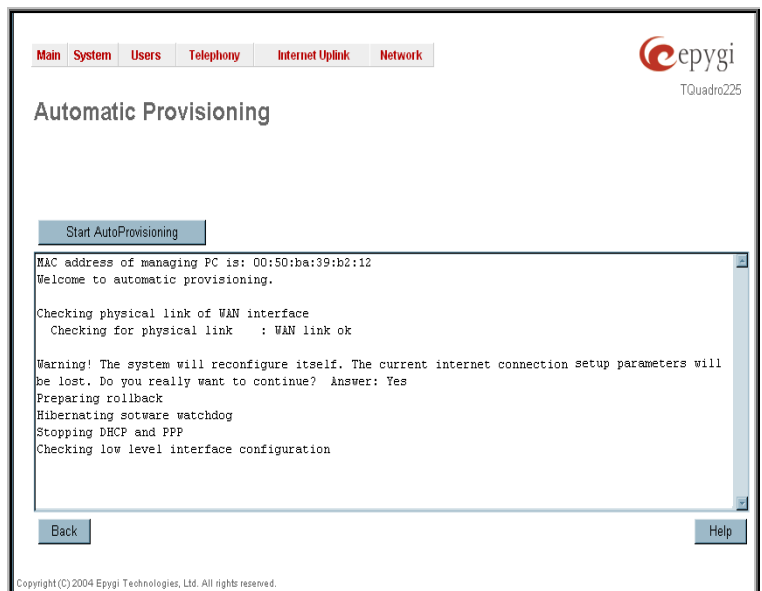 Main System Users Telephony Internet Uplink Network
epygi
TQuadro225
Automatic Provisioning
Start AutoProvisioning
MAC address of managing PC is: 00:50:ba:39:b2:12
Welcome to automatic provisioning.
Checking physical link of WAN interface
Checking for physical link : WAN link ok
Warning! The system will reconfigure itself. The current internet connection setup parameters will
be lost. Do you really want to continue? Answer: Yes
Preparing rollback
Hibernating sotware watchdog
Stopping DHCP and PPP
Checking low level interface configuration
Back Help
Copyright (C) 2004 Epygi Technologies, Ltd. All rights reserved.